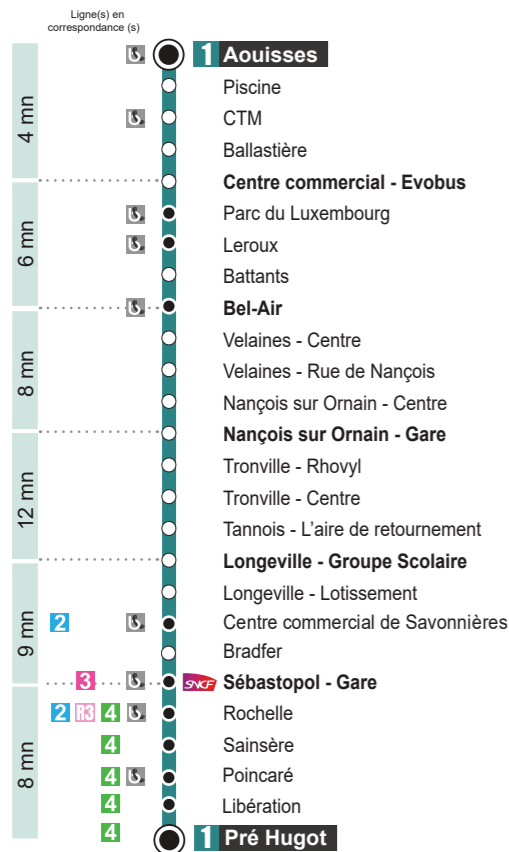 Ligne(s) en
correspondance (s)
1 Aouisses
Piscine
4 mn
CTM
Ballastière
Centre commercial - Evobus
Parc du Luxembourg
6 mn
Leroux
Battants
Bel-Air
Velaines - Centre
8 mn
Velaines - Rue de Nançois
Nançois sur Ornain - Centre
Nançois sur Ornain - Gare
Tronville - Rhovyl
12 mn
Tronville - Centre
Tannois - L'aire de retournement
Longeville - Groupe Scolaire
Longeville - Lotissement
9 mn
2 Centre commercial de Savonnières
Bradfer
3 SNCF Sébastopol - Gare
2 R3 4 Rochelle
4 Sainsère
8 mn
4 Poincaré
4 Libération
4 1 Pré Hugot